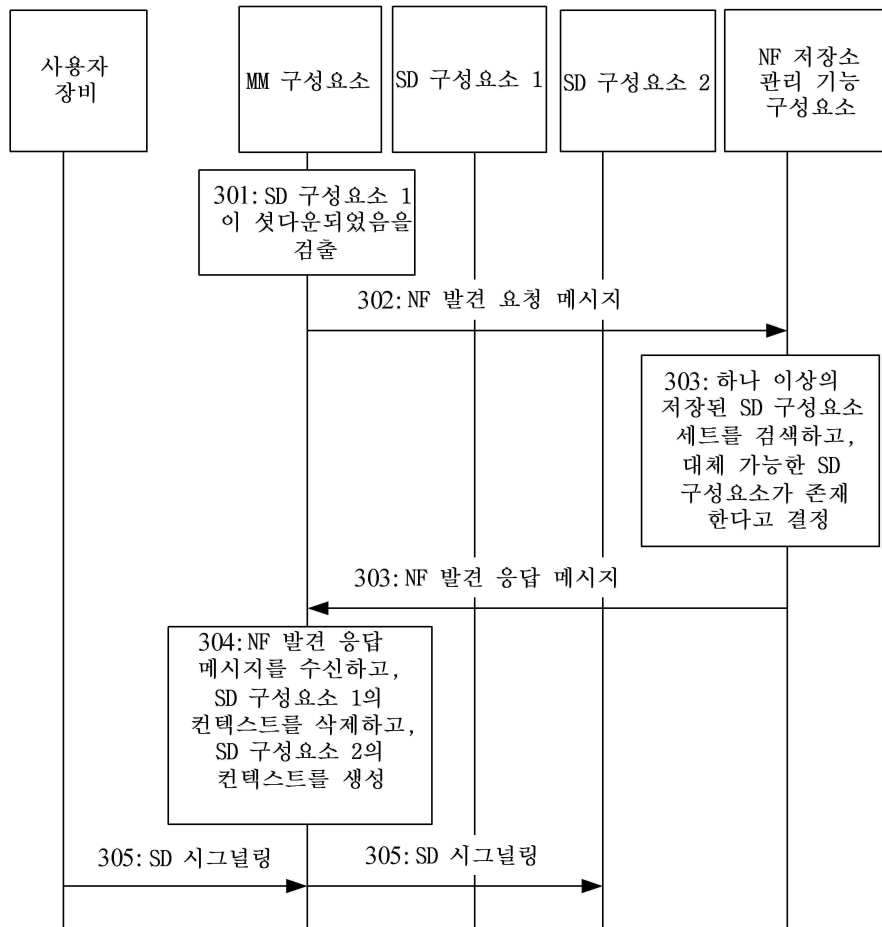 사용자
장비
MM 구성요소
SD 구성요소 1
SD 구성요소 2
NF 저장소
관리 기능
구성요소
301:SD 구성요소 1
이 셧다운되었음을
검출
302:NF 발견 요청 메시지
303:하나 이상의
저장된 SD 구성요소
세트를 검색하고,
대체 가능한 SD
구성요소가 존재
한다고 결정
303:NF 발견 응답 메시지
304:NF 발견 응답
메시지를 수신하고,
SD 구성요소 1의
컨텍스트를 삭제하고,
SD 구성요소 2의
컨텍스트를 생성
305:SD 시그널링
305:SD 시그널링